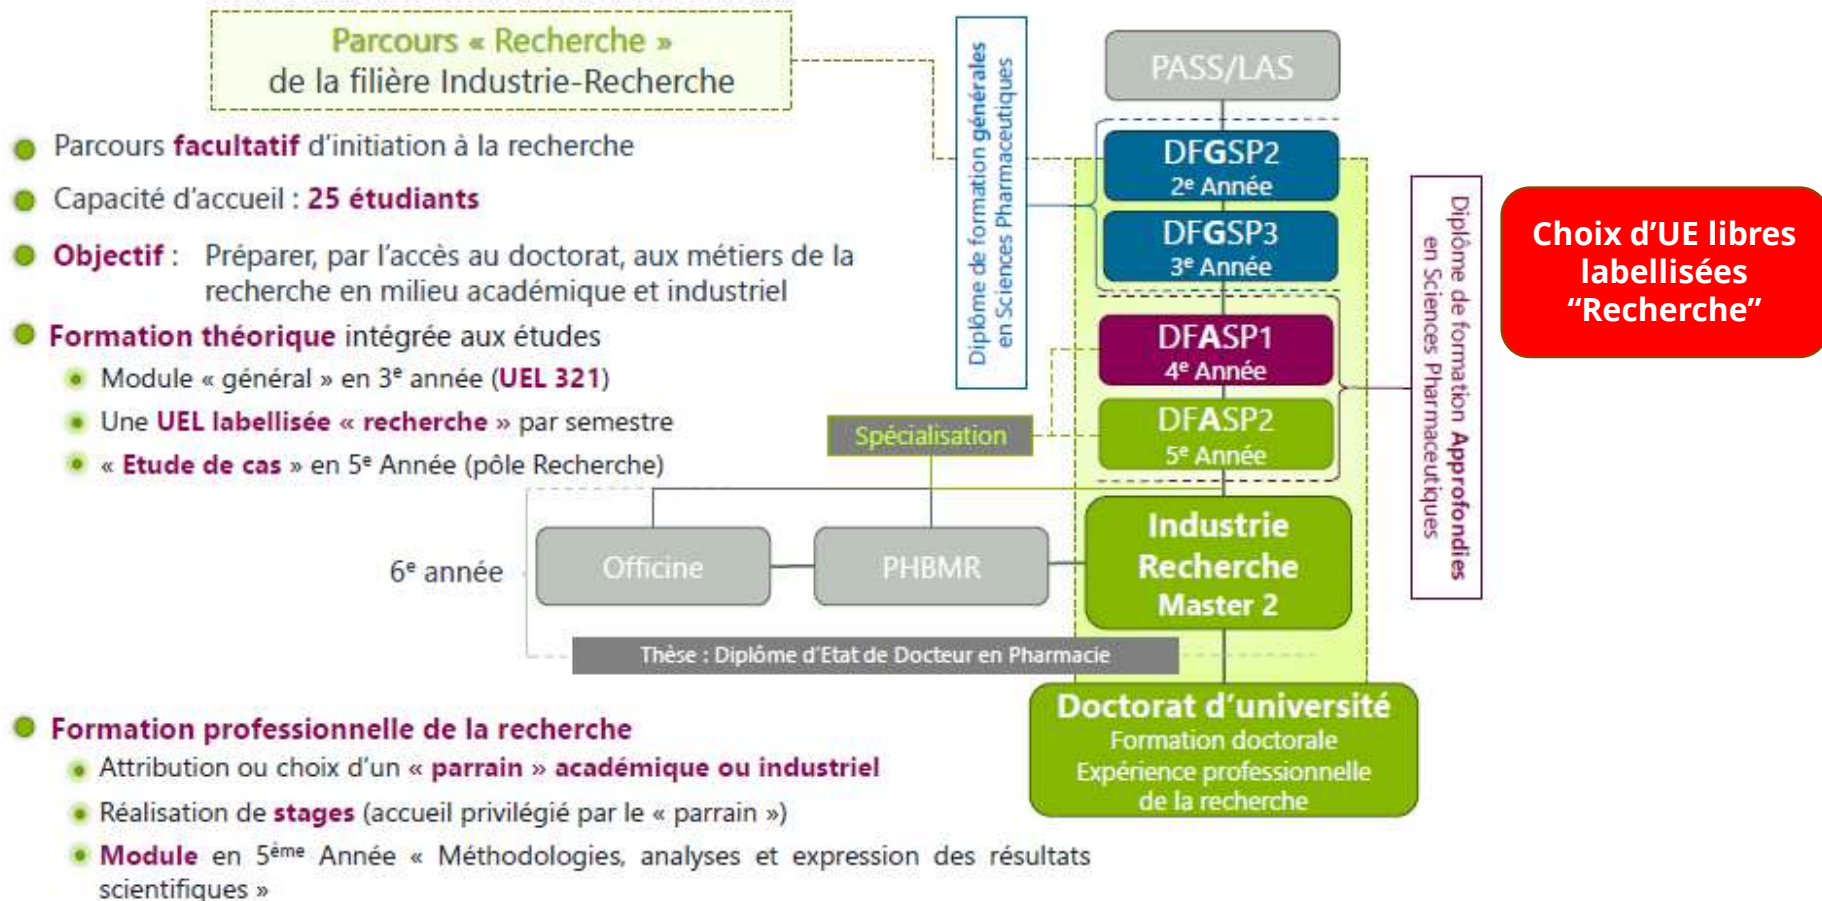 Parcours « Recherche »
de la filière Industrie-Recherche
Parcours facultatif d'initiation à la recherche
Capacité d'accueil : 25 étudiants
Objectif : Préparer, par l'accès au doctorat, aux métiers de la
recherche en milieu académique et industriel
Formation théorique intégrée aux études
Module « général » en 3e année (UEL 321)
Une UEL labellisée « recherche » par semestre
« Etude de cas » en 5e Année (pôle Recherche)
Diplôme de formation générales
en Sciences Pharmaceutiques
PASS/LAS
DFGSP2
2e Année
DFGSP3
3e Année
DFASP1
4e Année
DFASP2
5e Année
Spécialisation
Diplôme de formation Approfondies
en Sciences Pharmaceutiques
Choix d'UE libres
labellisées
“Recherche”
6e année
Officine
PHBMR
Industrie
Recherche
Master 2
Thèse : Diplôme d'Etat de Docteur en Pharmacie
Doctorat d'université
Formation doctorale
Expérience professionnelle
de la recherche
Formation professionnelle de la recherche
Attribution ou choix d'un « parrain » académique ou industriel
Réalisation de stages (accueil privilégié par le « parrain »)
Module en 5ème Année « Méthodologies, analyses et expression des résultats
scientifiques »